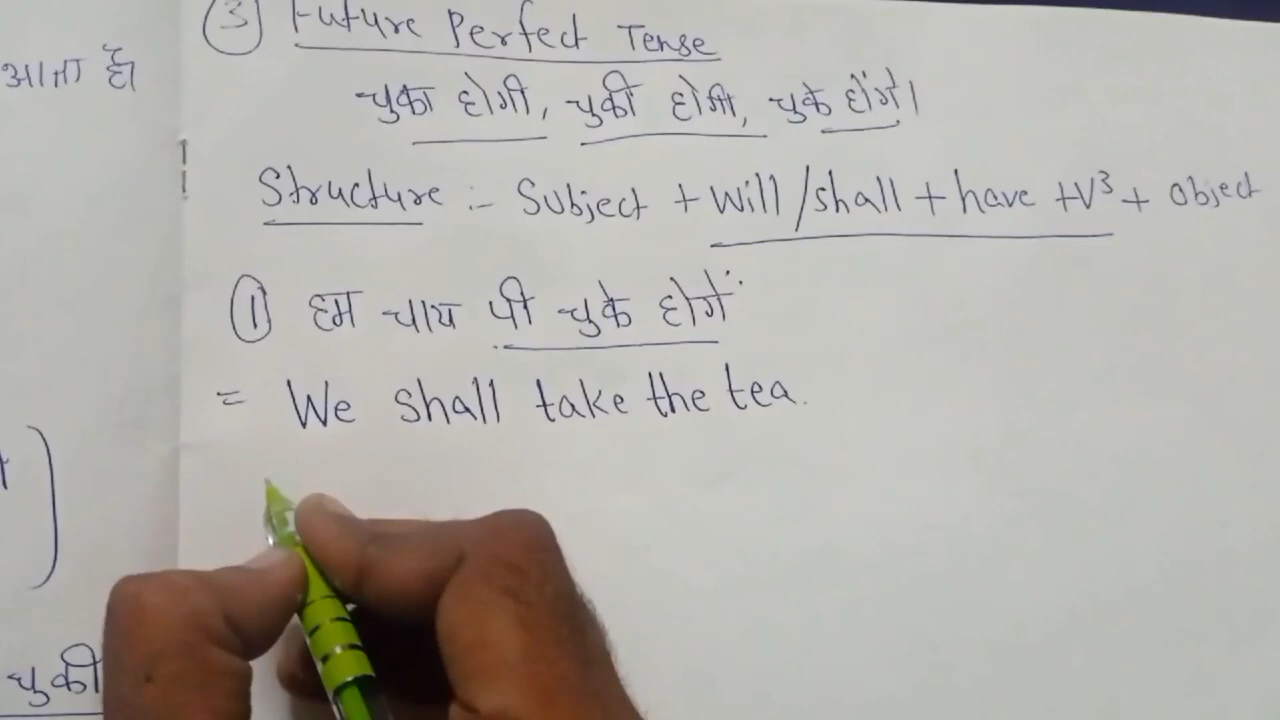 आता है।
③ Future Perfect Tense
चुका होगी, चुकी होगी, चुके होंगे।
Structure :- Subject + Will/shall + have + V³ + Object
① हम चाय पी चुके होगें
= We shall take the tea.
चुकी